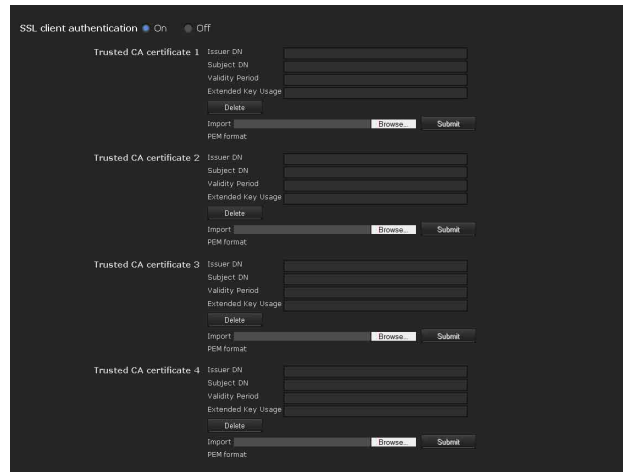 SSL client authentication On Off
Trusted CA certificate 1 Issuer DN
Subject DN
Validity Period
Extended Key Usage
Delete
Import Browse... Submit
PEM format
Trusted CA certificate 2 Issuer DN
Subject DN
Validity Period
Extended Key Usage
Delete
Import Browse... Submit
PEM format
Trusted CA certificate 3 Issuer DN
Subject DN
Validity Period
Extended Key Usage
Delete
Import Browse... Submit
PEM format
Trusted CA certificate 4 Issuer DN
Subject DN
Validity Period
Extended Key Usage
Delete
Import Browse... Submit
PEM format